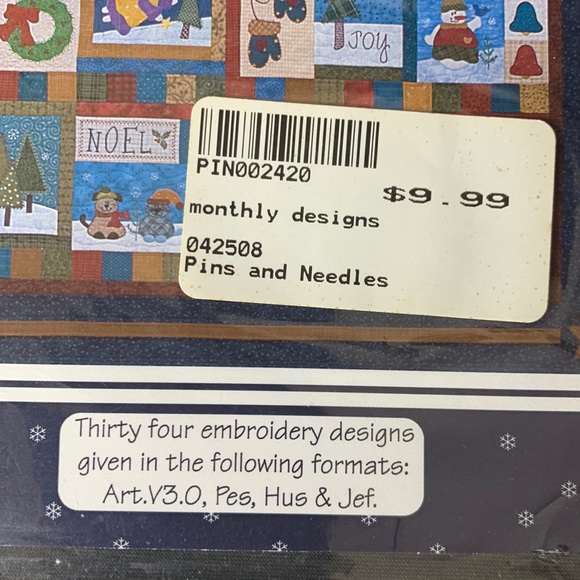 JOY
NOEL
PIN002420
$9.99
monthly designs
042508
Pins and Needles
Thirty four embroidery designs
given in the following formats:
Art.V3.0, Pes, Hus & Jef.